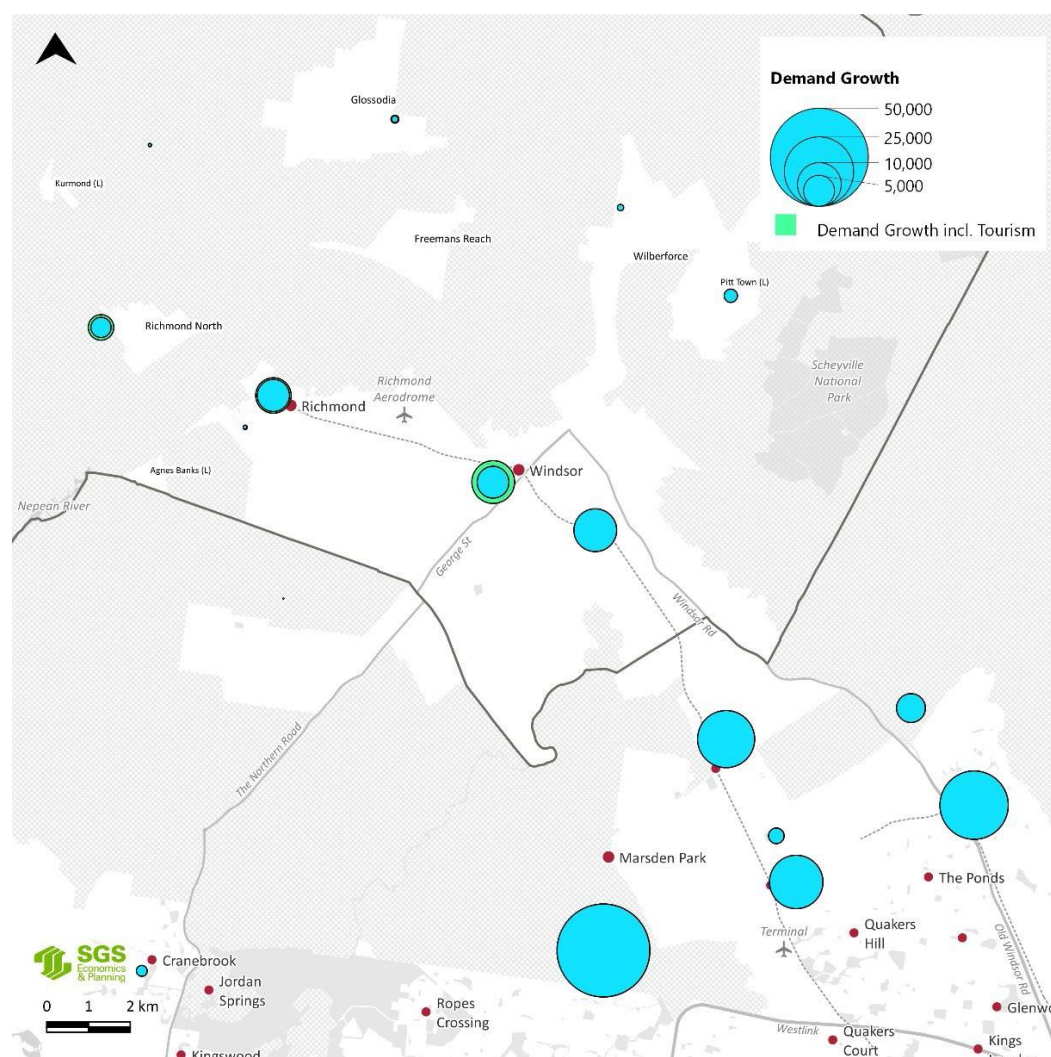 Demand Growth
50,000
25,000
10,000
5,000
Demand Growth incl. Tourism
Glossodia
Kurmond (L)
Freemans Reach
Wilberforce
Pitt Town (L)
Richmond North
Scheyville
National
Park
Richmond
Aerodrome
Richmond
Agnes Banks (L)
Windsor
Nepean River
George St
Windsor Rd
The Northern Road
Marsden Park
The Ponds
Quakers
Hill
Terminal
Old Windsor Rd
SGS
Economics
& Planning
Cranebrook
Jordan
Springs
0 1 2 km
Ropes
Crossing
Glenwo
Westlink
Quakers
Court
Kings
Kingswood